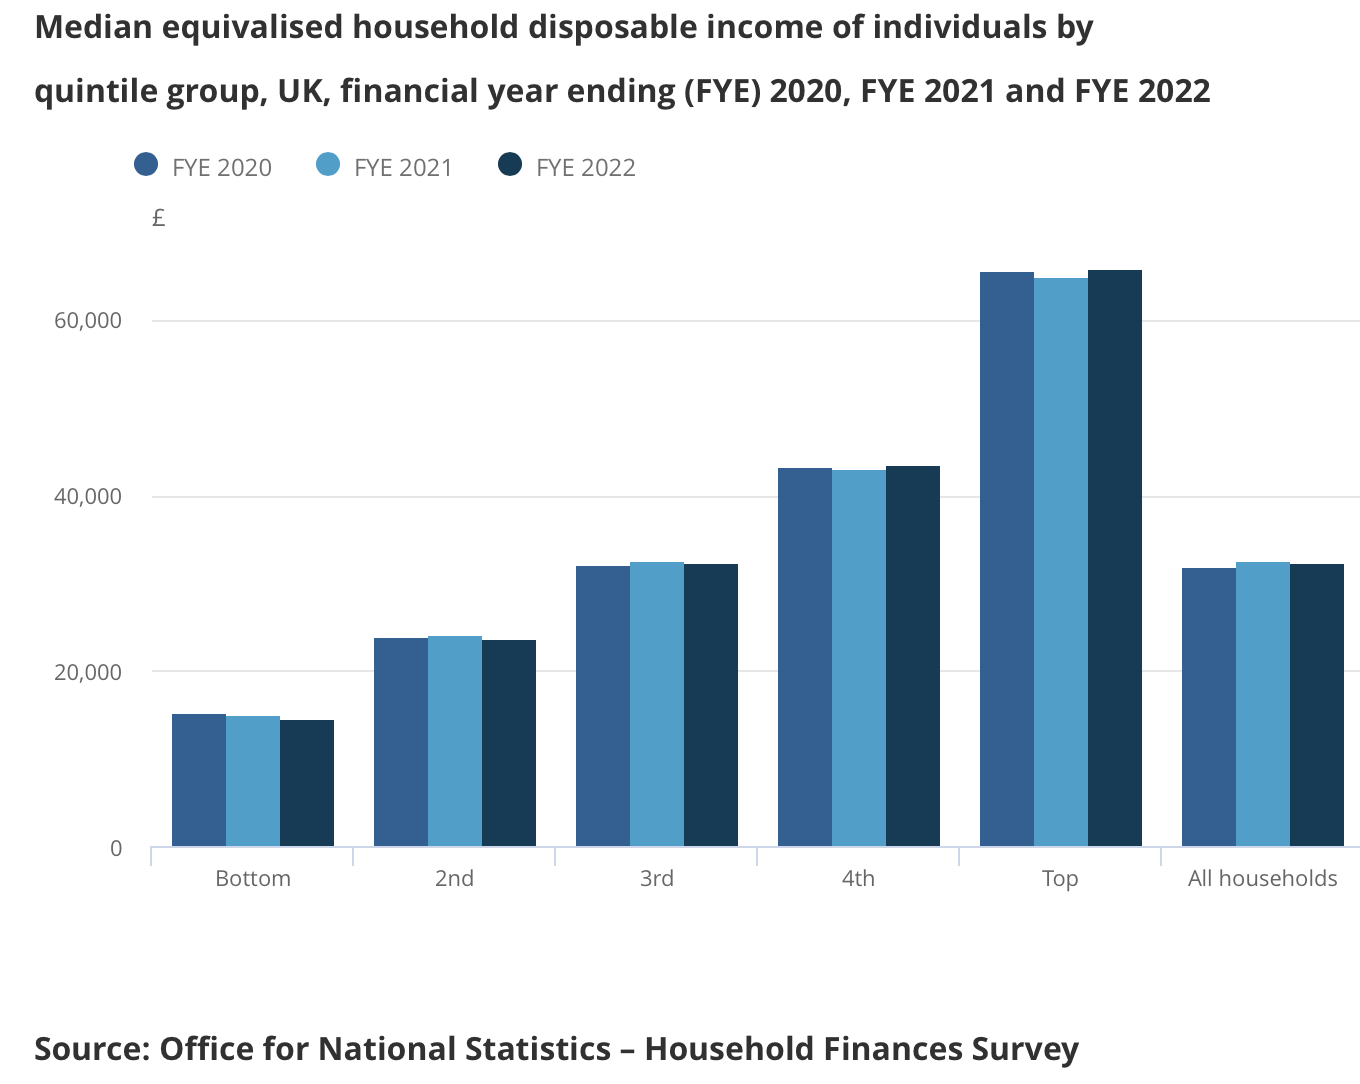 Median equivalised household disposable income of individuals by
quintile group, UK, financial year ending (FYE) 2020, FYE 2021 and FYE 2022
FYE 2020 FYE 2021 FYE 2022
£
60,000
40,000
20,000
0
Bottom 2nd 3rd 4th Top All households
Source: Office for National Statistics – Household Finances Survey